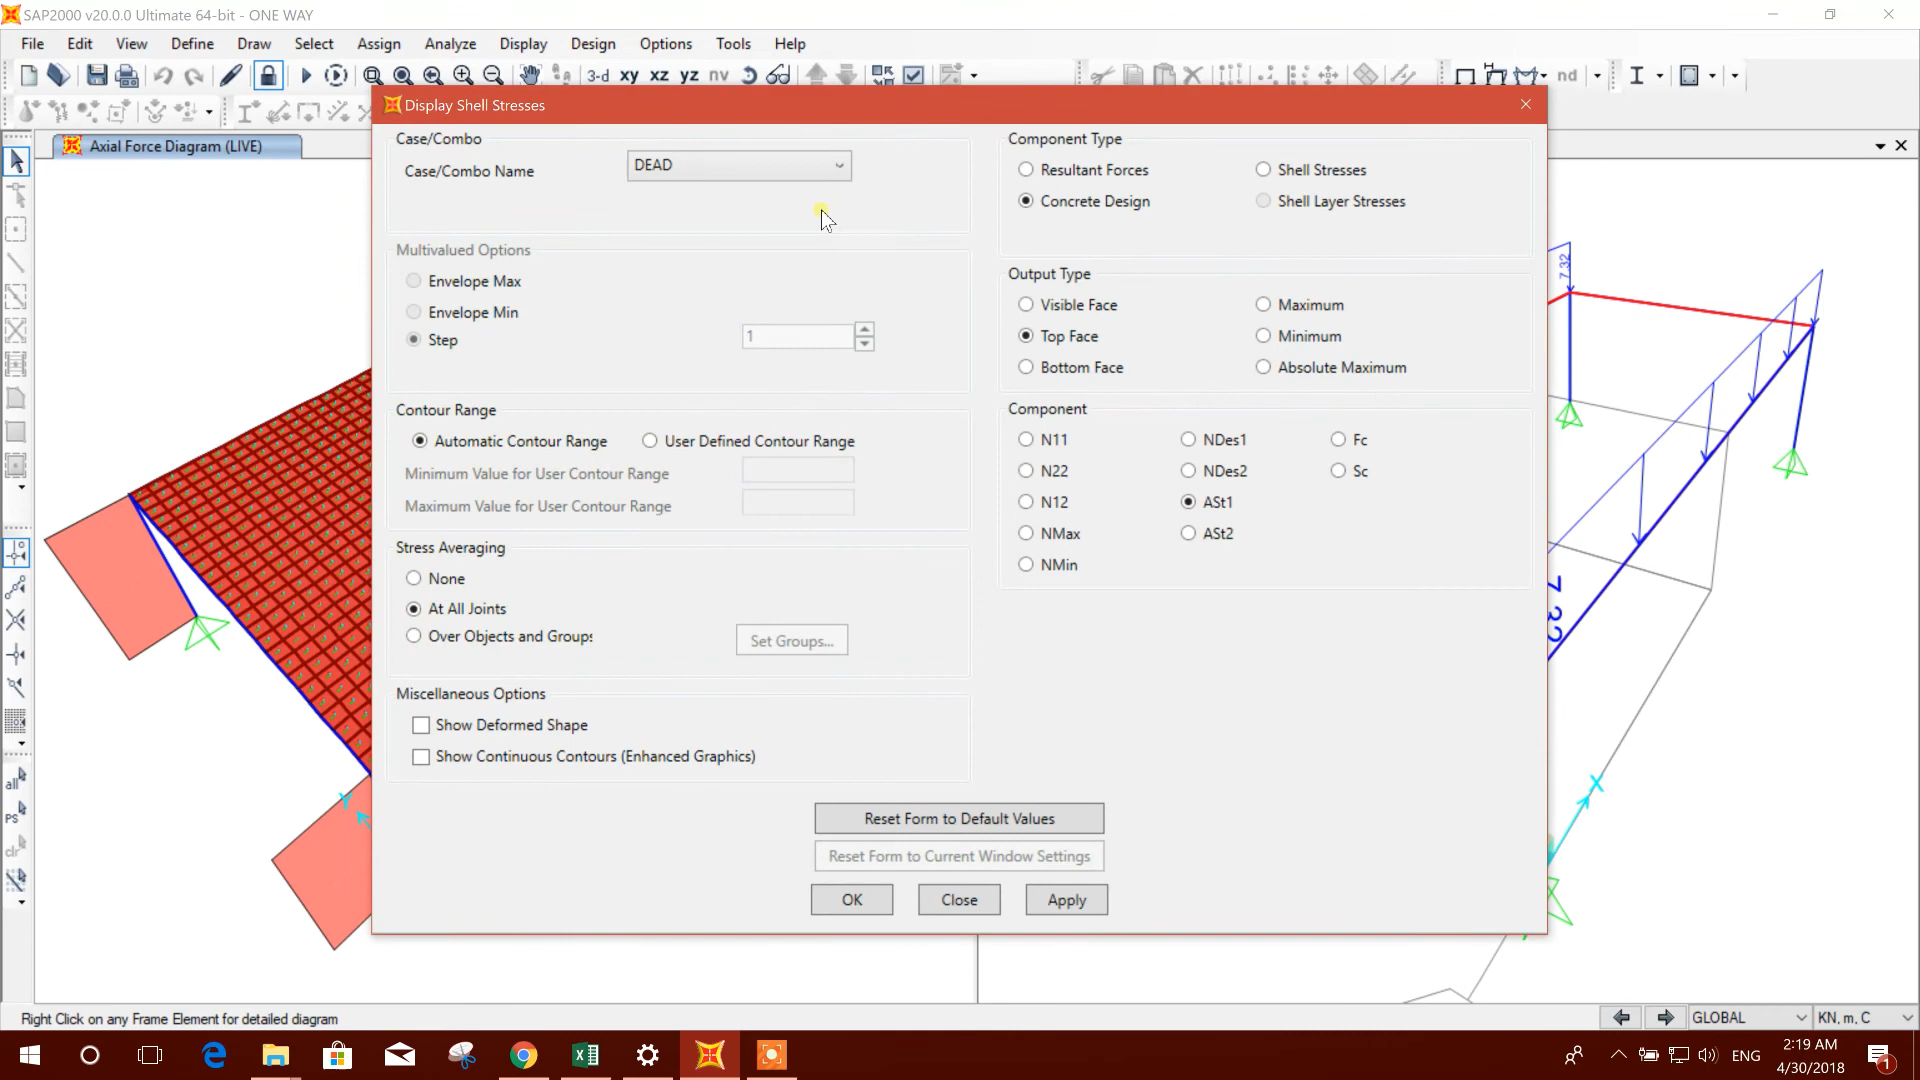 SAP2000 v20.0.0 Ultimate 64-bit - ONE WAY
File Edit View Define Draw Select Assign Analyze Display Design Options Tools Help
3-d xy xz yz nv nd
Axial Force Diagram (LIVE)
Display Shell Stresses
Case/Combo
Case/Combo Name DEAD
Multivalued Options
Envelope Max
Envelope Min
Step 1
Contour Range
Automatic Contour Range User Defined Contour Range
Minimum Value for User Contour Range
Maximum Value for User Contour Range
Stress Averaging
None
At All Joints
Over Objects and Groups
Set Groups...
Miscellaneous Options
Show Deformed Shape
Show Continuous Contours (Enhanced Graphics)
Component Type
Resultant Forces Shell Stresses
Concrete Design Shell Layer Stresses
Output Type
Visible Face Maximum
Top Face Minimum
Bottom Face Absolute Maximum
Component
N11 NDes1 Fc
N22 NDes2 Sc
N12 ASt1
NMax ASt2
NMin
Reset Form to Default Values
Reset Form to Current Window Settings
OK Close Apply
7.32
7.32
Y
X
all
PS
clr
Right Click on any Frame Element for detailed diagram
GLOBAL KN, m, C
ENG
2:19 AM
4/30/2018
1